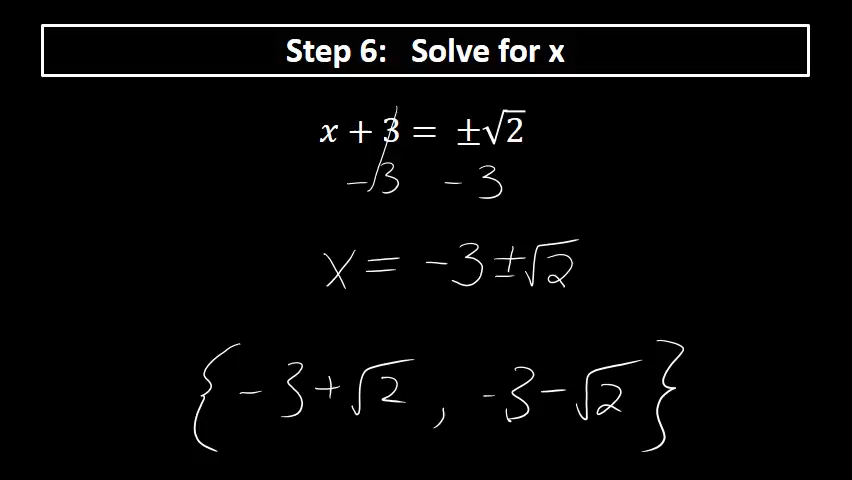 Step 6: Solve for x
x + 3 = ±√2
-3 -3
x = -3 ± √2
{ -3 + √2 , -3 - √2 }